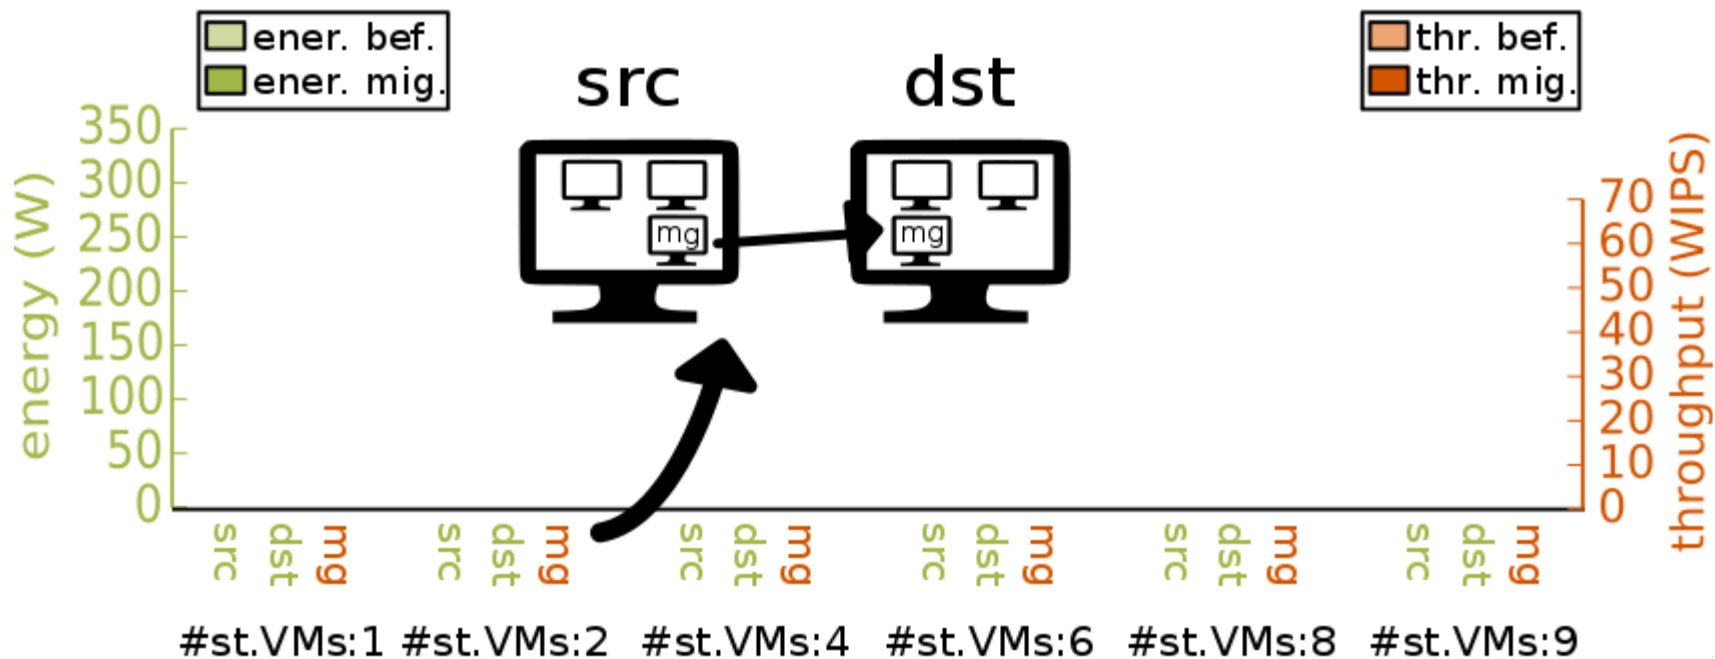 ener. bef.
ener. mig.
thr. bef.
thr. mig.
src
dst
350
300
250
200
150
100
50
0
energy (W)
mg
mg
70
60
50
40
30
20
10
0
throughput (WIPS)
src dst mg
src dst mg
src dst mg
src dst mg
src dst mg
src dst mg
#st.VMs:1 #st.VMs:2 #st.VMs:4 #st.VMs:6 #st.VMs:8 #st.VMs:9